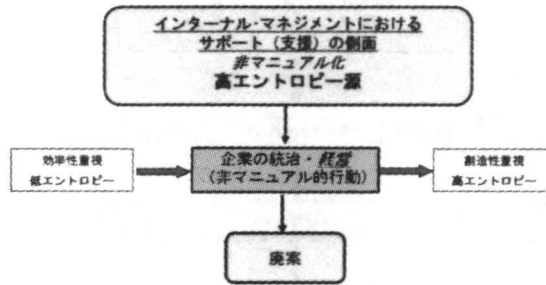 インターナル・マネジメントにおける
サポート（支援）の側面
非マニュアル化
高エントロピー源
効率性重視
低エントロピー
企業の統治・経営
（非マニュアル的行動）
創造性重視
高エントロピー
廃案